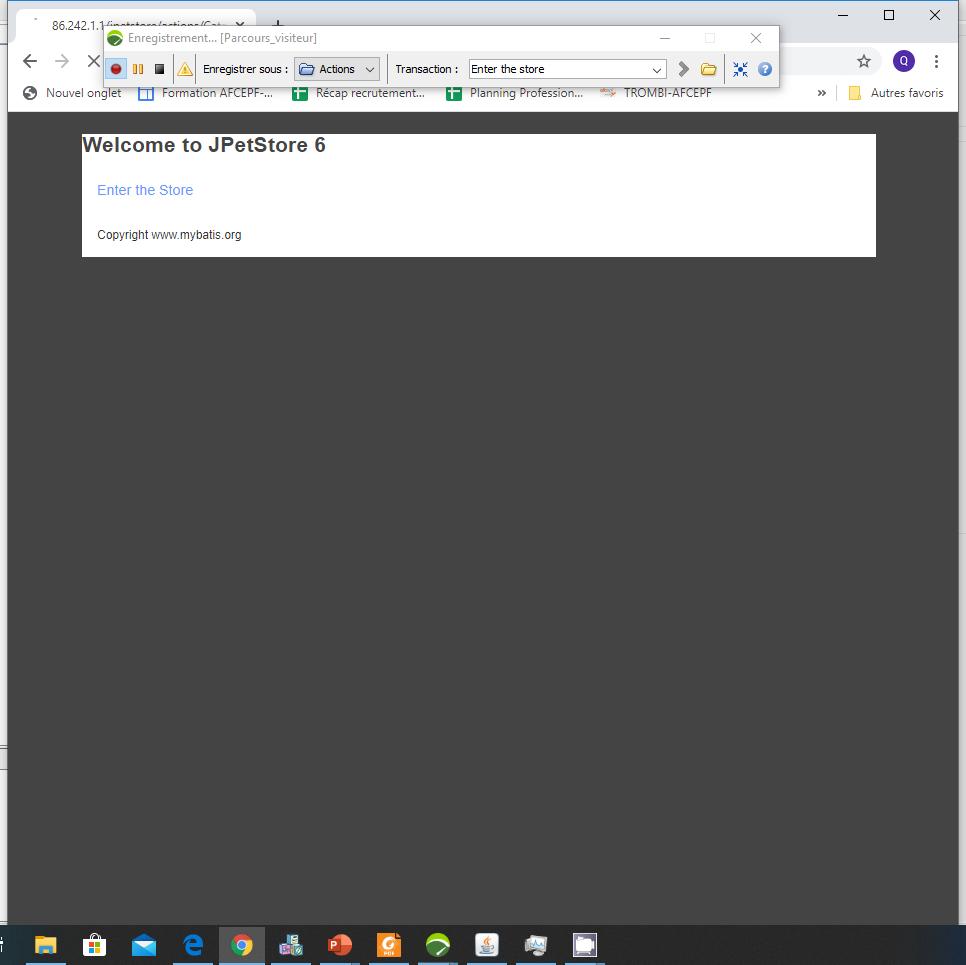 86.242.1.1/jpetstore/actions/Cata
Enregistrement... [Parcours_visiteur]
Enregistrer sous : Actions Transaction : Enter the store
Q
Nouvel onglet Formation AFCEPF-... Récap recrutement... Planning Profession... TROMBI-AFCEPF » Autres favoris
Welcome to JPetStore 6
Enter the Store
Copyright www.mybatis.org